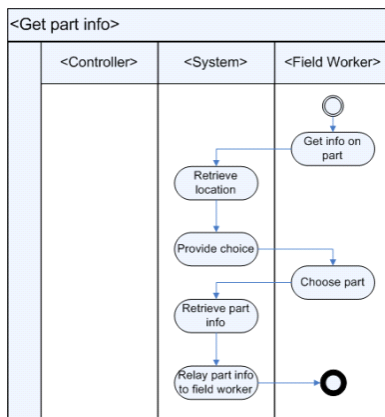 <Get part info>
<Controller>
<System>
<Field Worker>
Get info on
part
Retrieve
location
Provide choice
Choose part
Retrieve part
info
Relay part info
to field worker